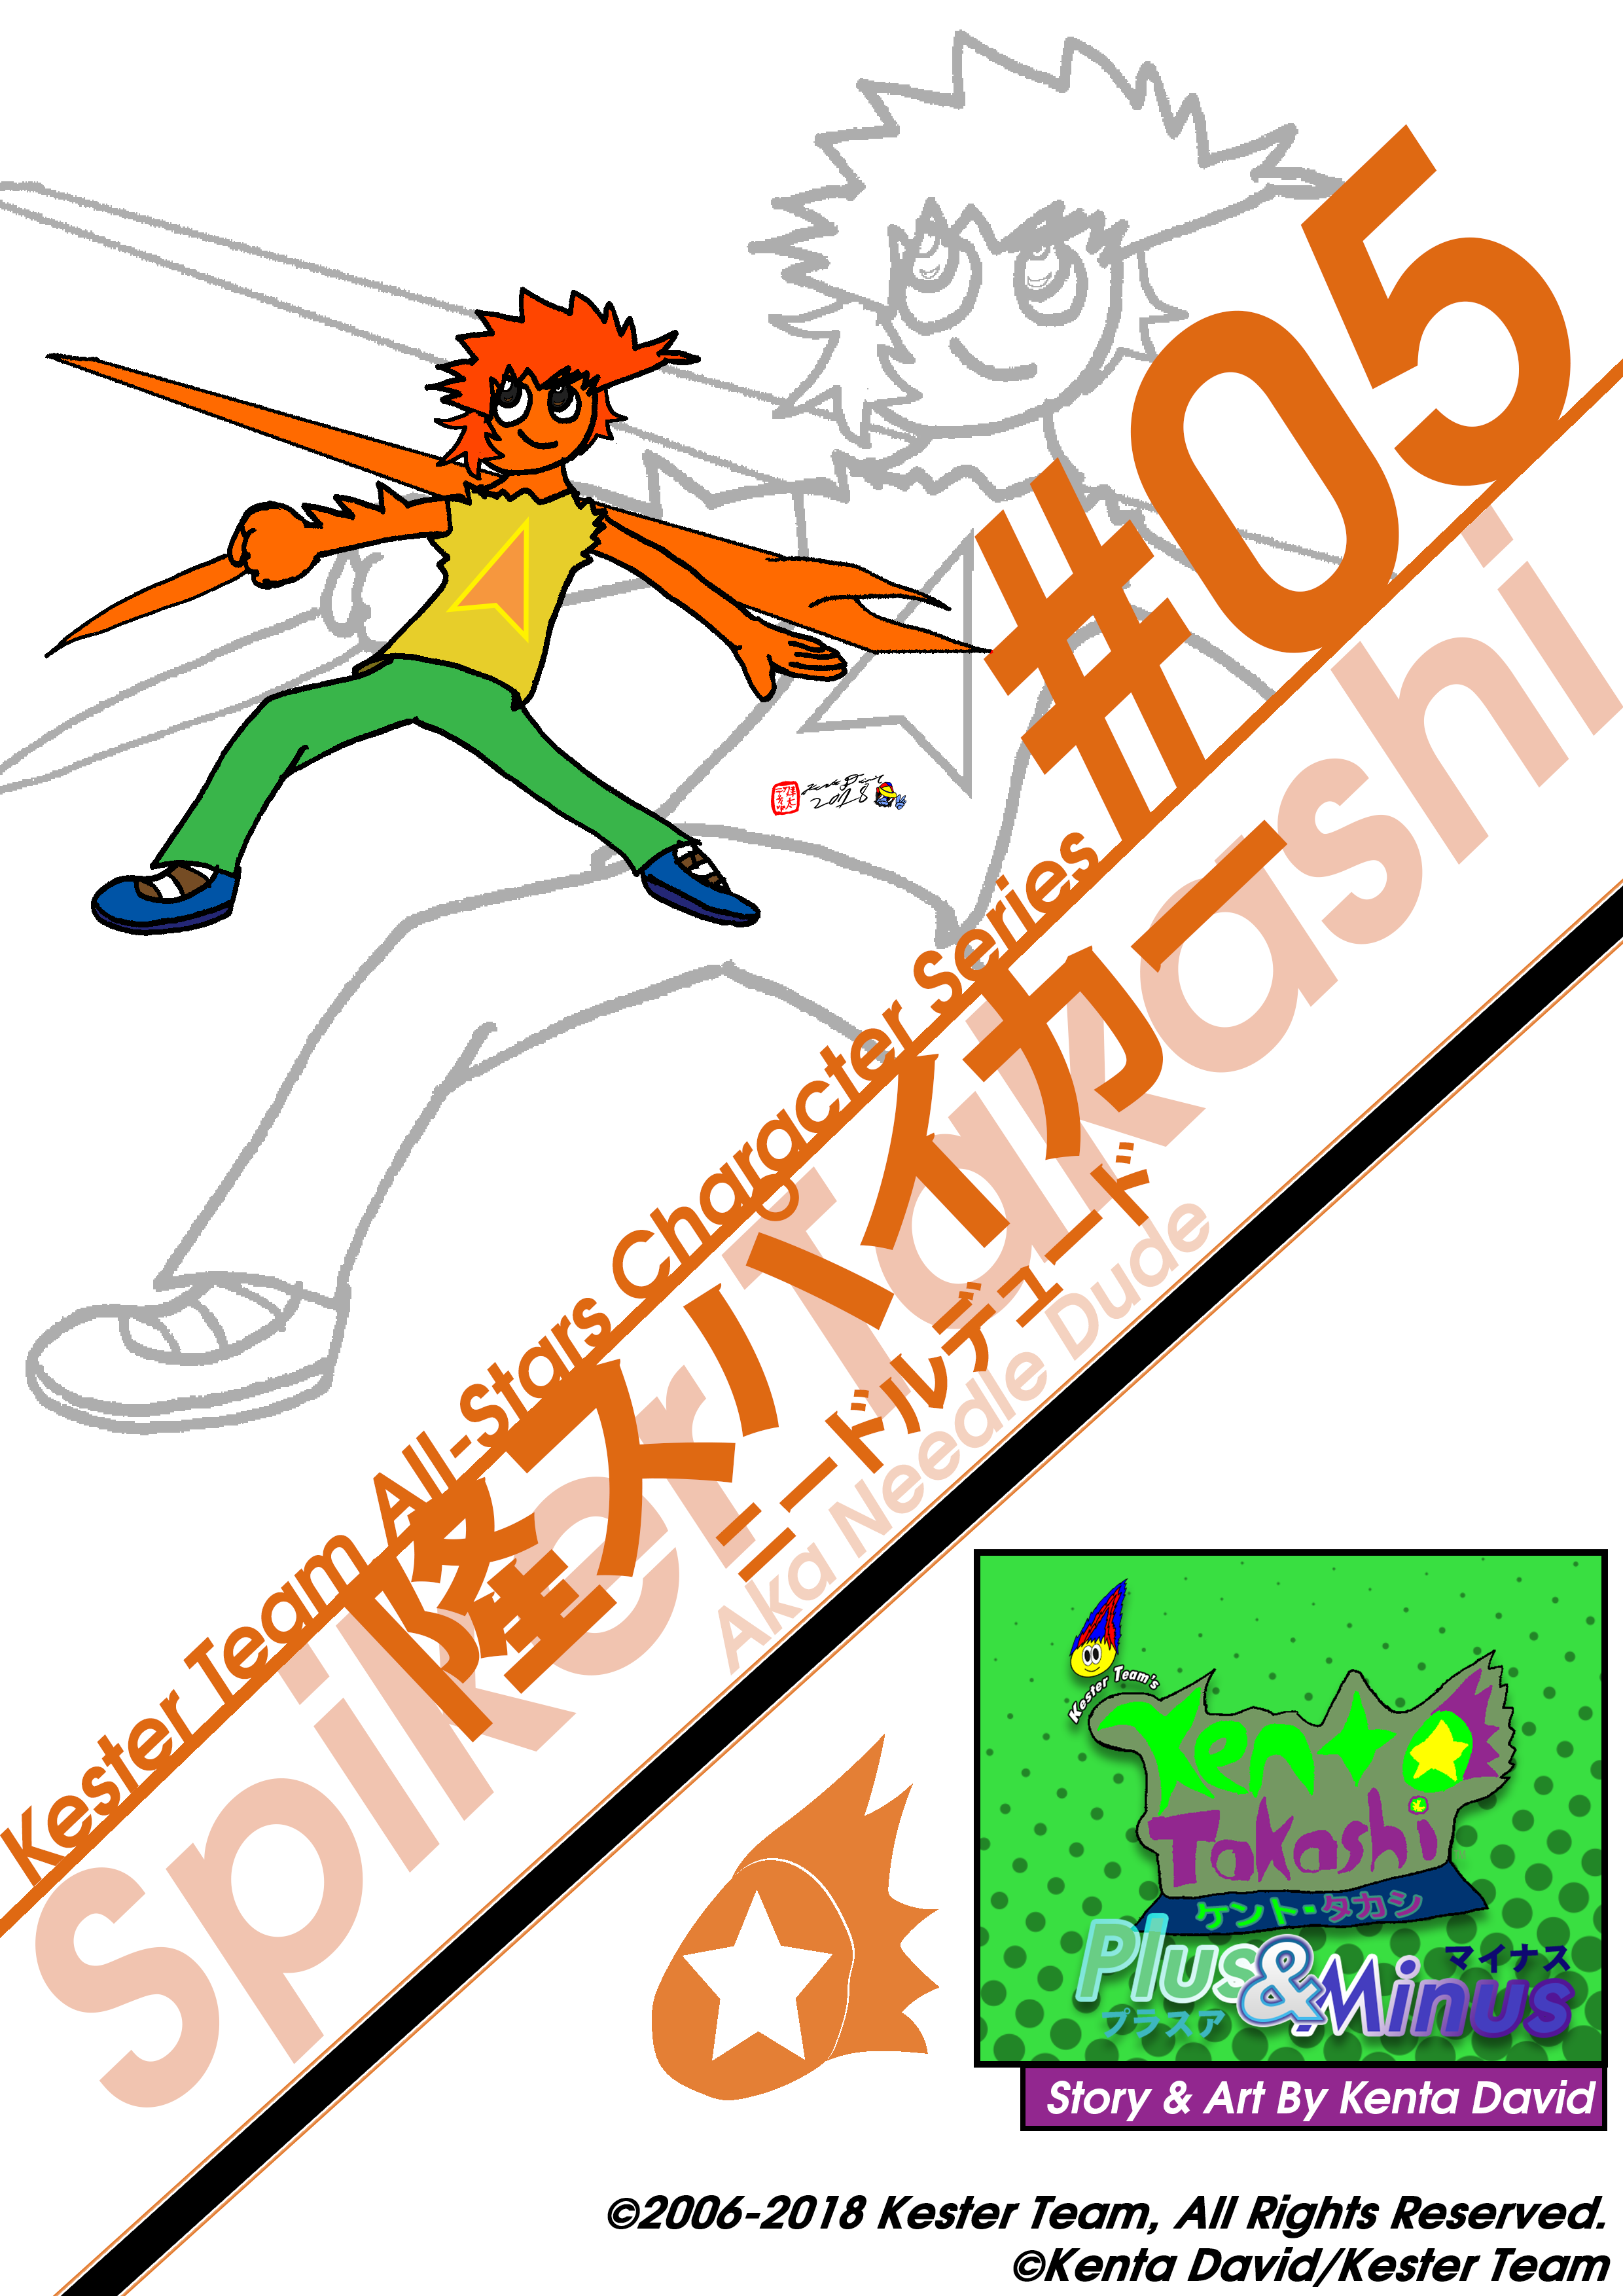 #05
Kester Team All-Stars Character Series
Spiker Takashi
隆スパイカー
ニードルデュード
Aka Needle Dude
2018
Kester Team's
Kent
Takashi
ケント・タカシ
Plus&Minus
マイナス
プラスア
Story & Art By Kenta David
©2006-2018 Kester Team, All Rights Reserved.
©Kenta David/Kester Team